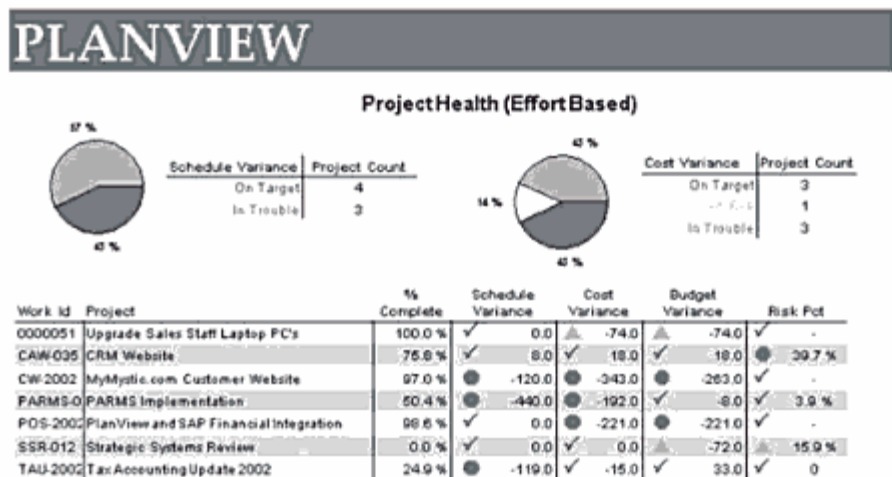 PLANVIEW
Project Health (Effort Based)
57 %
Schedule Variance Project Count
On Target 4
In Trouble 3
43 %
43 %
14 %
43 %
Cost Variance Project Count
On Target 3
1
In Trouble 3
Work Id Project % Complete Schedule Variance Cost Variance Budget Variance Risk Pct
0000051 Upgrade Sales Staff Laptop PC's 100.0 % ✓ 0.0 -74.0 -74.0 ✓ -
CAW-035 CRM Website 75.8 % ✓ 8.0 ✓ 18.0 ✓ 18.0 39.7 %
CW-2002 MyMystic.com Customer Website 97.0 % -120.0 -343.0 -263.0 ✓ -
PARMS-0 PARMS Implementation 50.4 % -440.0 -192.0 ✓ -8.0 ✓ 3.9 %
POS-2002 PlanView and SAP Financial Integration 98.6 % ✓ 0.0 -221.0 -221.0 ✓ -
SSR-012 Strategic Systems Review 0.0 % ✓ 0.0 ✓ 0.0 -72.0 15.9 %
TAU-2002 Tax Accounting Update 2002 24.9 % -119.0 ✓ -15.0 ✓ 33.0 ✓ 0